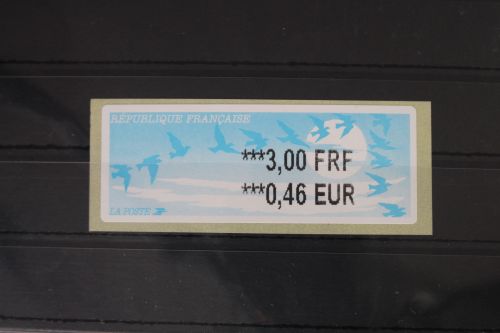 RÉPUBLIQUE FRANÇAISE
***3,00 FRF
***0,46 EUR
LA POSTE